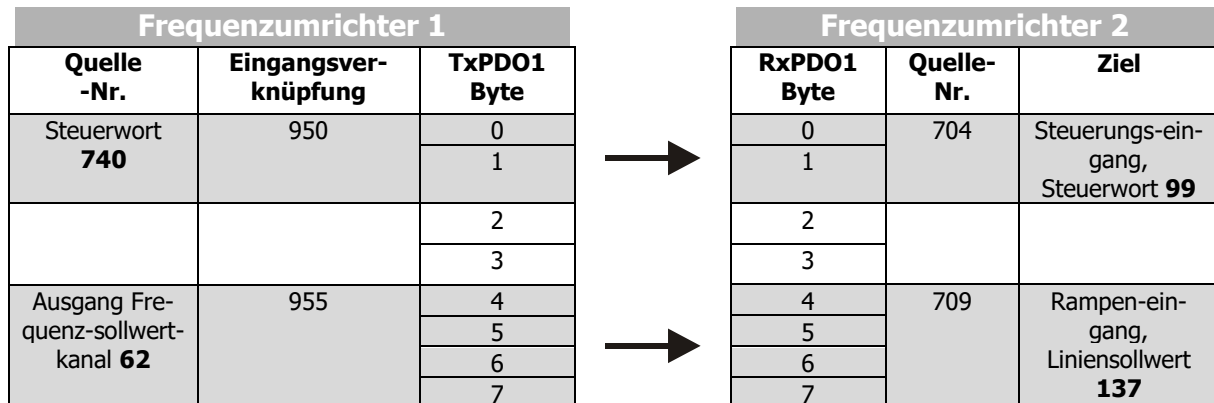 Frequenzumrichter 1
Quelle
-Nr.
Eingangsver-
knüpfung
TxPDO1
Byte
Steuerwort
740
950
0
1
2
3
Ausgang Fre-
quenz-sollwert-
kanal 62
955
4
5
6
7
Frequenzumrichter 2
RxPDO1
Byte
Quelle-
Nr.
Ziel
0
1
704
Steuerungs-ein-
gang,
Steuerwort 99
2
3
4
5
6
7
709
Rampen-ein-
gang,
Liniensollwert
137